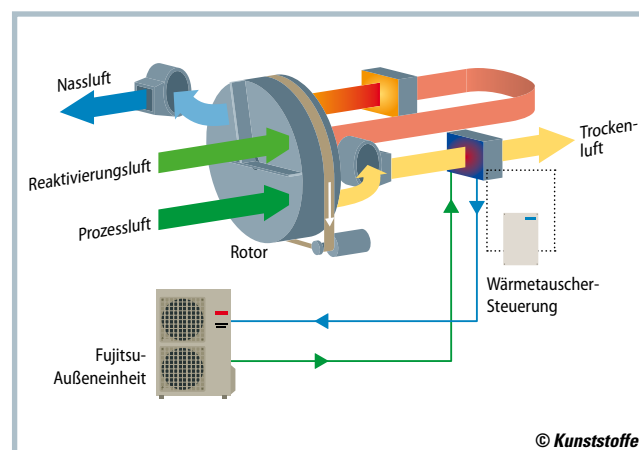 Nassluft
Reaktivierungsluft
Prozessluft
Rotor
Trocken-
luft
Wärmetauscher-
Steuerung
Fujitsu-
Außeneinheit
© Kunststoffe